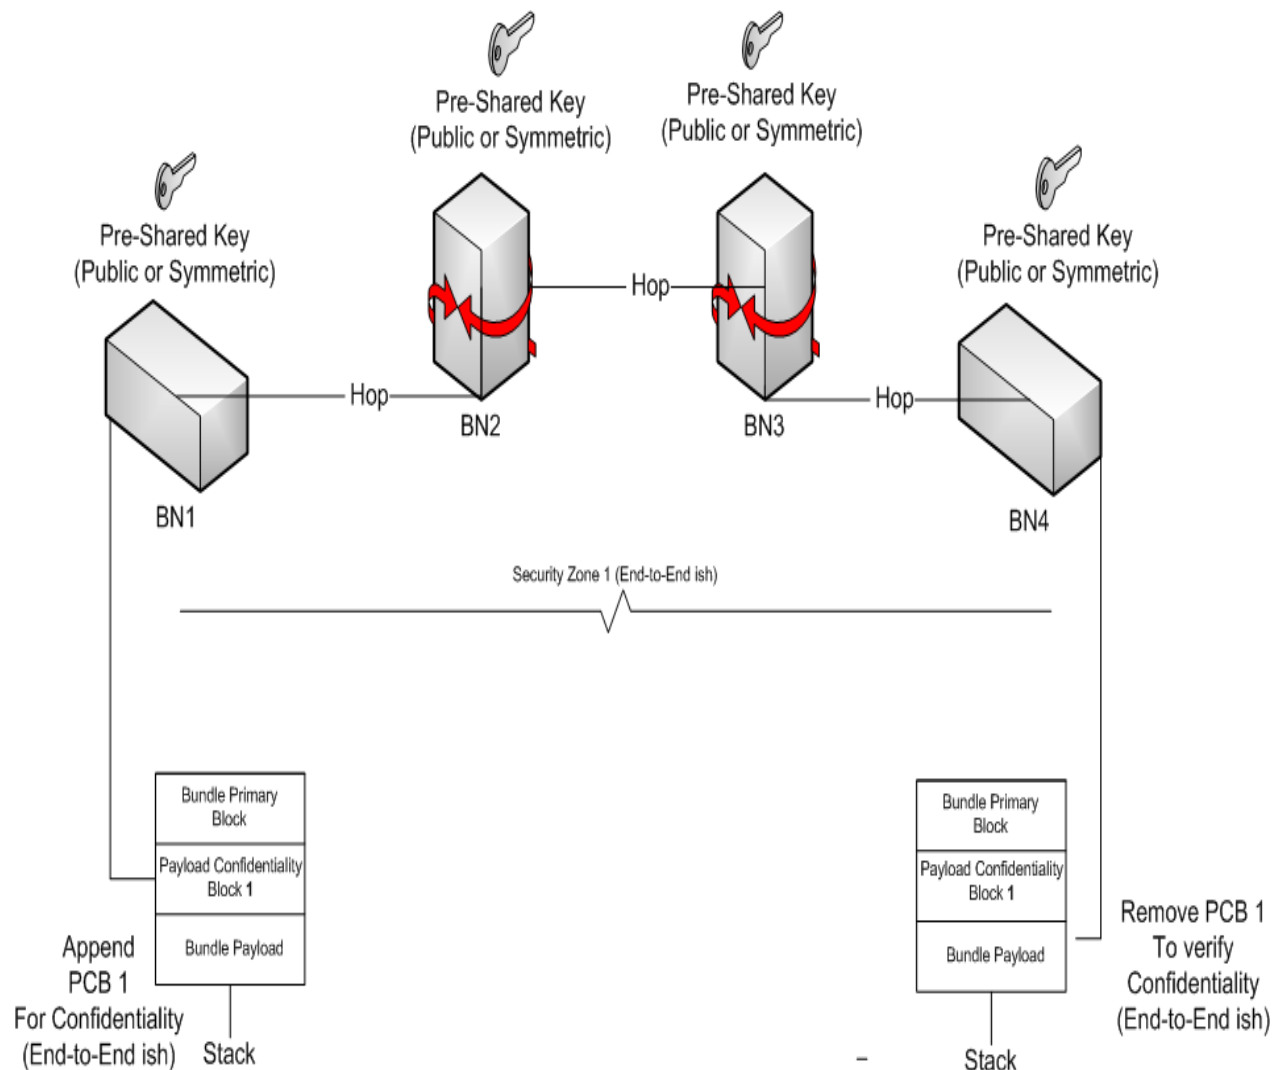 Pre-Shared Key
(Public or Symmetric)
Pre-Shared Key
(Public or Symmetric)
Pre-Shared Key
(Public or Symmetric)
Pre-Shared Key
(Public or Symmetric)
Hop
Hop
Hop
BN2
BN3
BN1
BN4
Security Zone 1 (End-to-End ish)
Bundle Primary
Block
Payload Confidentiality
Block 1
Bundle Payload
Append
PCB 1
For Confidentiality
(End-to-End ish)
Stack
Bundle Primary
Block
Payload Confidentiality
Block 1
Bundle Payload
Remove PCB 1
To verify
Confidentiality
(End-to-End ish)
–
Stack